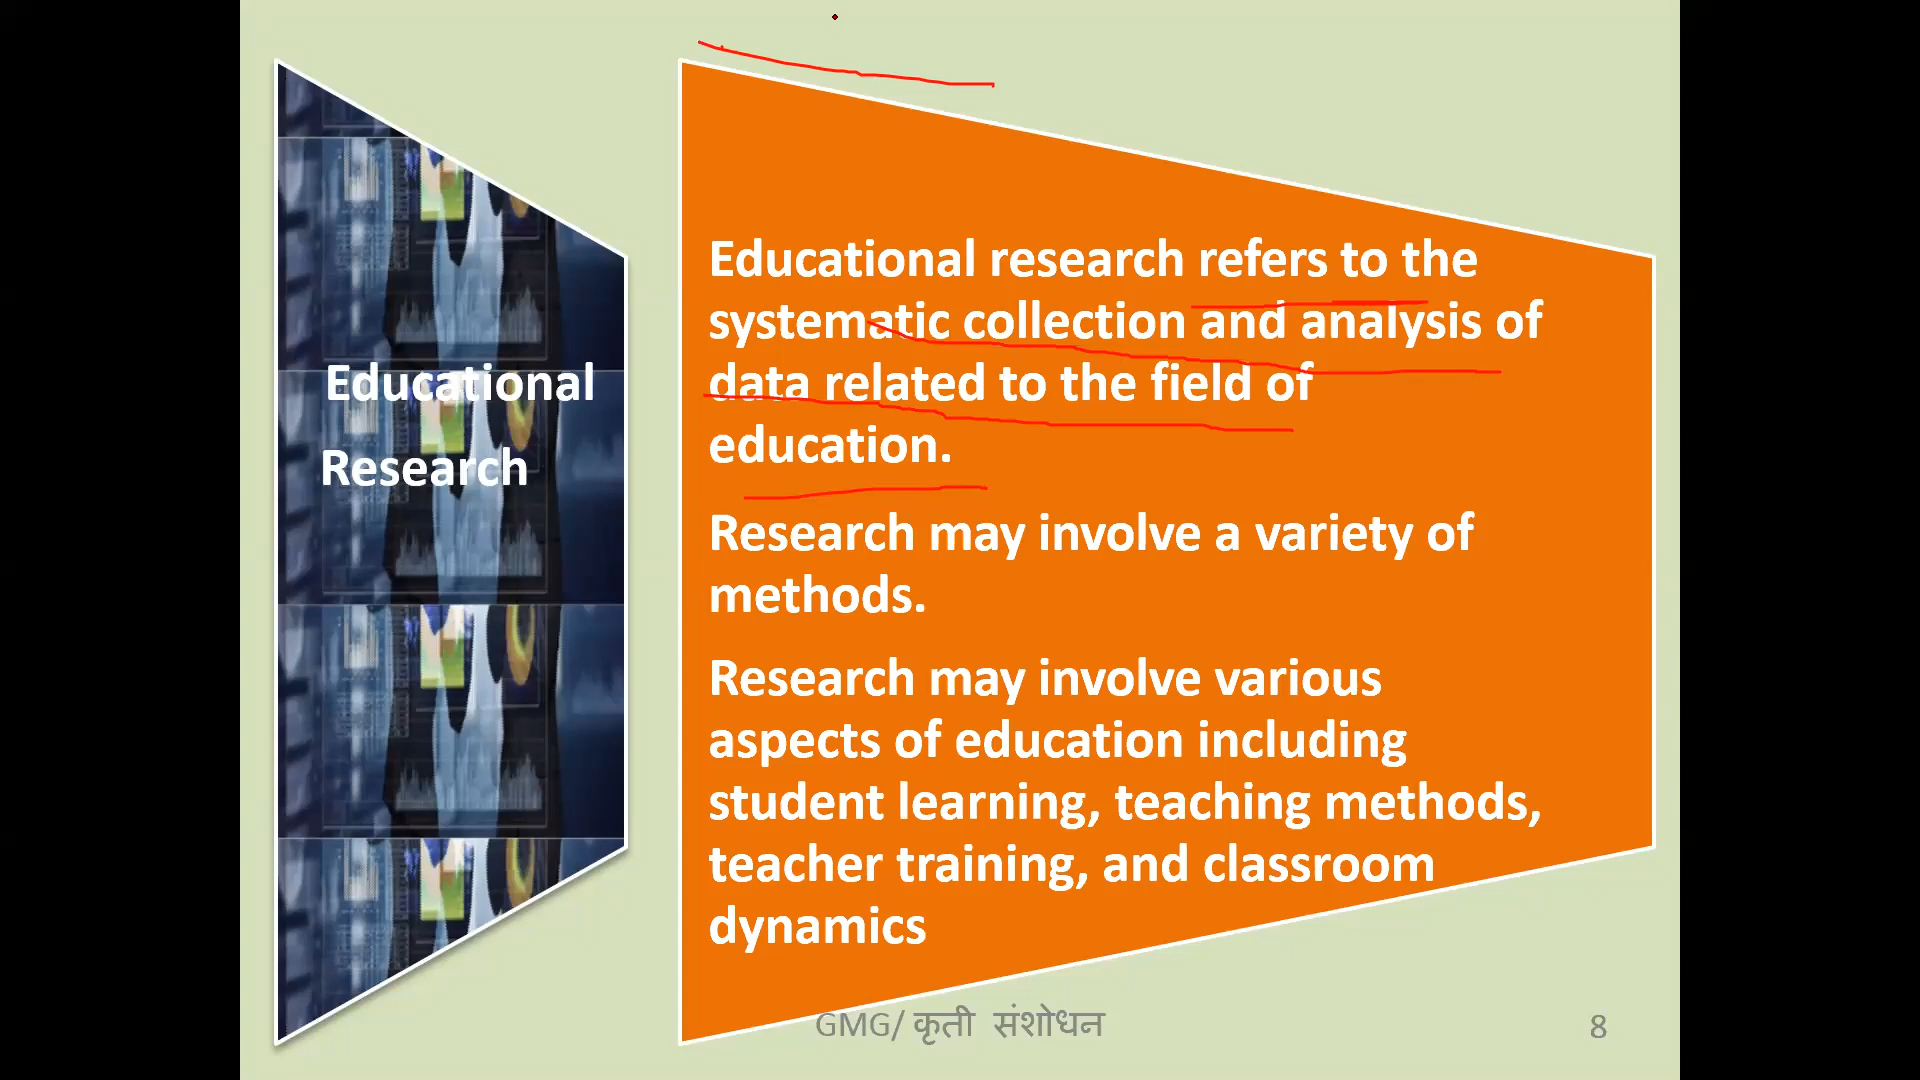 Educational
Research
Educational research refers to the
systematic collection and analysis of
data related to the field of
education.
Research may involve a variety of
methods.
Research may involve various
aspects of education including
student learning, teaching methods,
teacher training, and classroom
dynamics
GMG/ कृती संशोधन
8